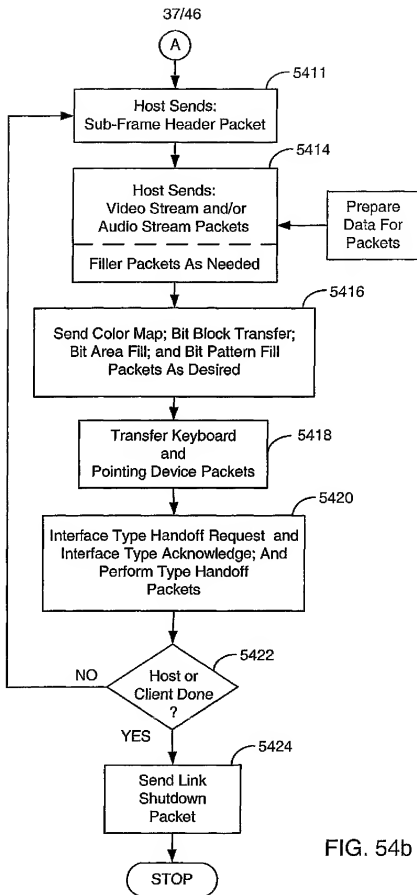 37/46
A
5411
Host Sends:
Sub-Frame Header Packet
5414
Host Sends:
Video Stream and/or
Audio Stream Packets
Filler Packets As Needed
Prepare
Data For
Packets
5416
Send Color Map; Bit Block Transfer;
Bit Area Fill; and Bit Pattern Fill
Packets As Desired
Transfer Keyboard
and
Pointing Device Packets
5418
5420
Interface Type Handoff Request and
Interface Type Acknowledge; And
Perform Type Handoff
Packets
5422
NO
Host or
Client Done
?
YES
5424
Send Link
Shutdown
Packet
FIG. 54b
STOP